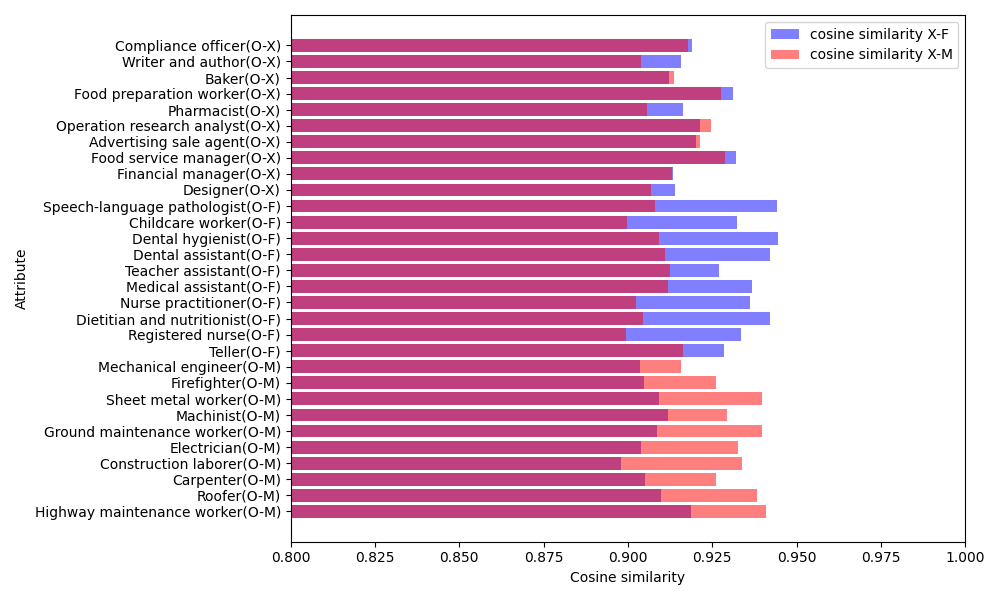 cosine similarity X-F
cosine similarity X-M
Attribute
Compliance officer(O-X)
Writer and author(O-X)
Baker(O-X)
Food preparation worker(O-X)
Pharmacist(O-X)
Operation research analyst(O-X)
Advertising sale agent(O-X)
Food service manager(O-X)
Financial manager(O-X)
Designer(O-X)
Speech-language pathologist(O-F)
Childcare worker(O-F)
Dental hygienist(O-F)
Dental assistant(O-F)
Teacher assistant(O-F)
Medical assistant(O-F)
Nurse practitioner(O-F)
Dietitian and nutritionist(O-F)
Registered nurse(O-F)
Teller(O-F)
Mechanical engineer(O-M)
Firefighter(O-M)
Sheet metal worker(O-M)
Machinist(O-M)
Ground maintenance worker(O-M)
Electrician(O-M)
Construction laborer(O-M)
Carpenter(O-M)
Roofer(O-M)
Highway maintenance worker(O-M)
0.800 0.825 0.850 0.875 0.900 0.925 0.950 0.975 1.000
Cosine similarity